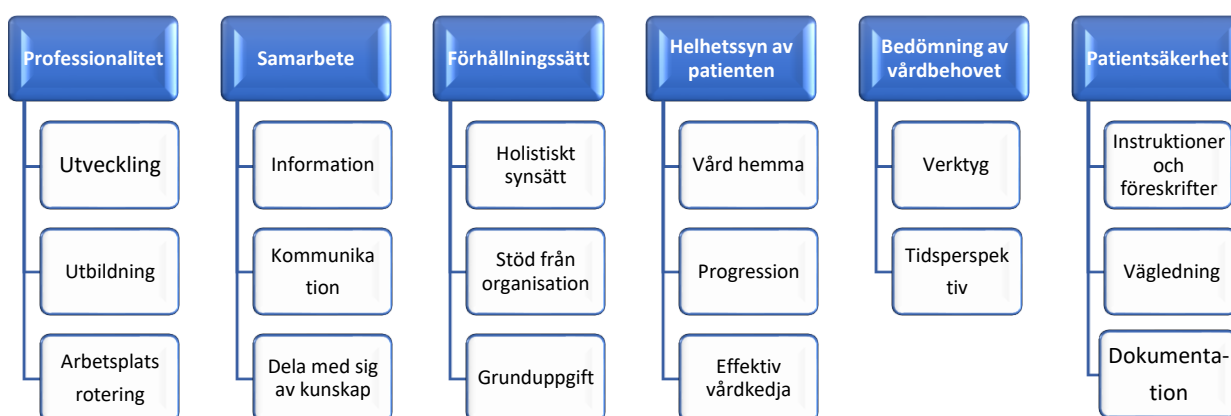 Professionalitet
Utveckling
Utbildning
Arbetsplats
rotering
Samarbete
Information
Kommunika
tion
Dela med sig
av kunskap
Förhållningssätt
Holistiskt
synsätt
Stöd från
organisation
Grunduppgift
Helhetssyn av
patienten
Vård hemma
Progression
Effektiv
vårdkedja
Bedömning av
vårdbehovet
Verktyg
Tidsperspek
tiv
Patientsäkerhet
Instruktioner
och
föreskrifter
Vägledning
Dokumenta-
tion